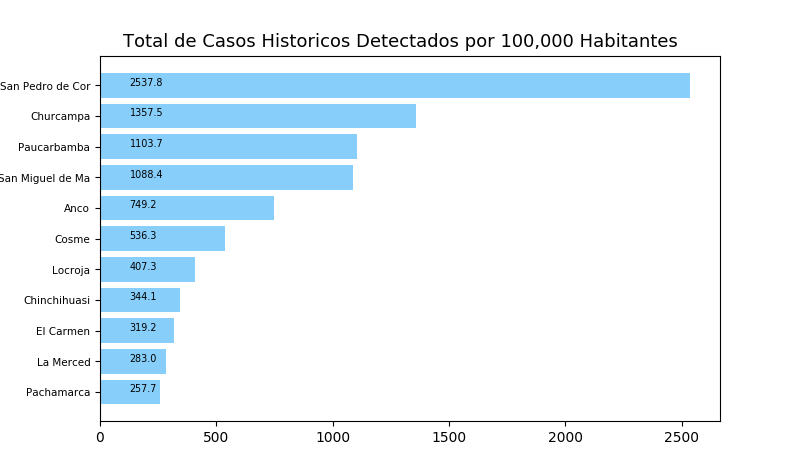 Total de Casos Historicos Detectados por 100,000 Habitantes
San Pedro de Cor 2537.8
Churcampa 1357.5
Paucarbamba 1103.7
San Miguel de Ma 1088.4
Anco 749.2
Cosme 536.3
Locroja 407.3
Chinchihuasi 344.1
El Carmen 319.2
La Merced 283.0
Pachamarca 257.7
0 500 1000 1500 2000 2500